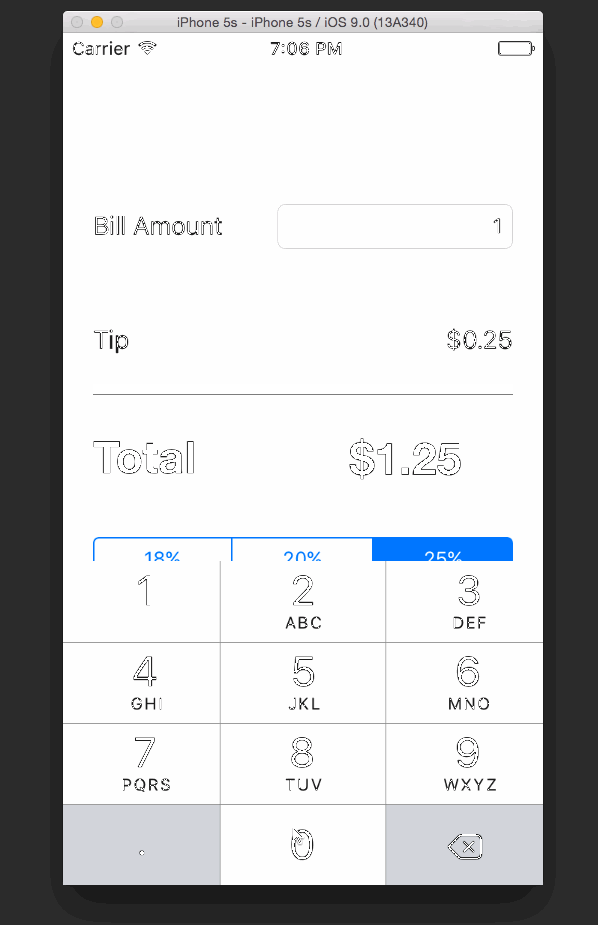 iPhone 5s - iPhone 5s / iOS 9.0 (13A340)
Carrier 7:06 PM
Bill Amount 1
Tip $0.25
Total $1.25
18% 20% 25%
1 2 3
ABC DEF
4 5 6
GHI JKL MNO
7 8 9
PQRS TUV WXYZ
. 0